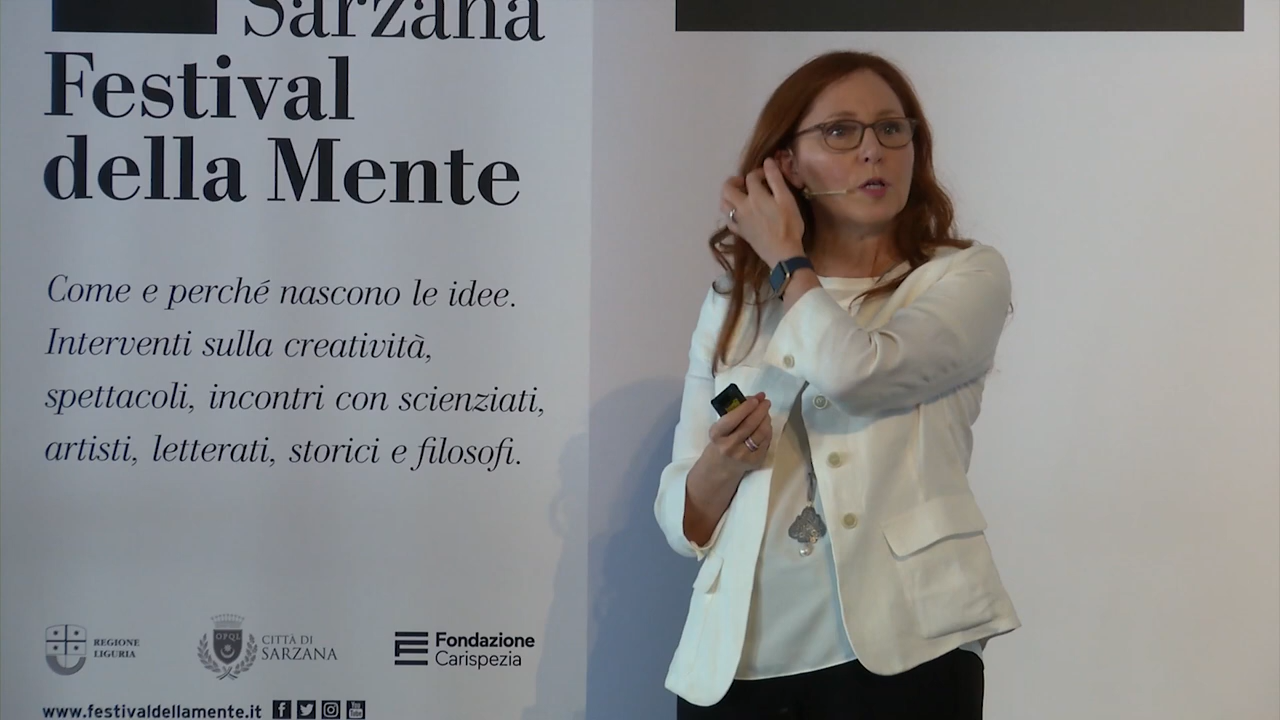 Sarzana
Festival
della Mente
Come e perché nascono le idee.
Interventi sulla creatività,
spettacoli, incontri con scienziati,
artisti, letterati, storici e filosofi.
REGIONE
LIGURIA
OPQL
CITTÀ DI
SARZANA
Fondazione
Carispezia
www.festivaldellamente.it